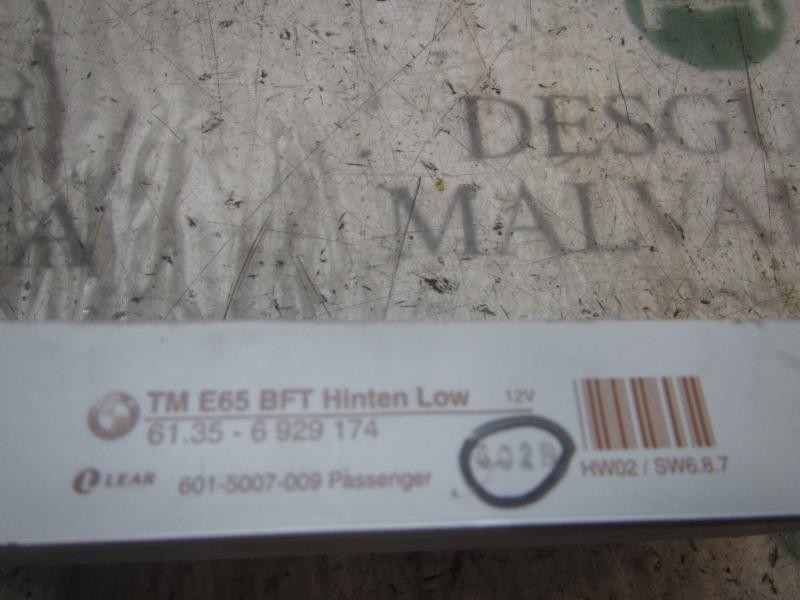 DESGU
MALVA
A
TM E65 BFT Hinten Low 12V
61.35 - 6 929 174
LEAR 601-5007-009 Passenger
HW02 / SW6.8.7